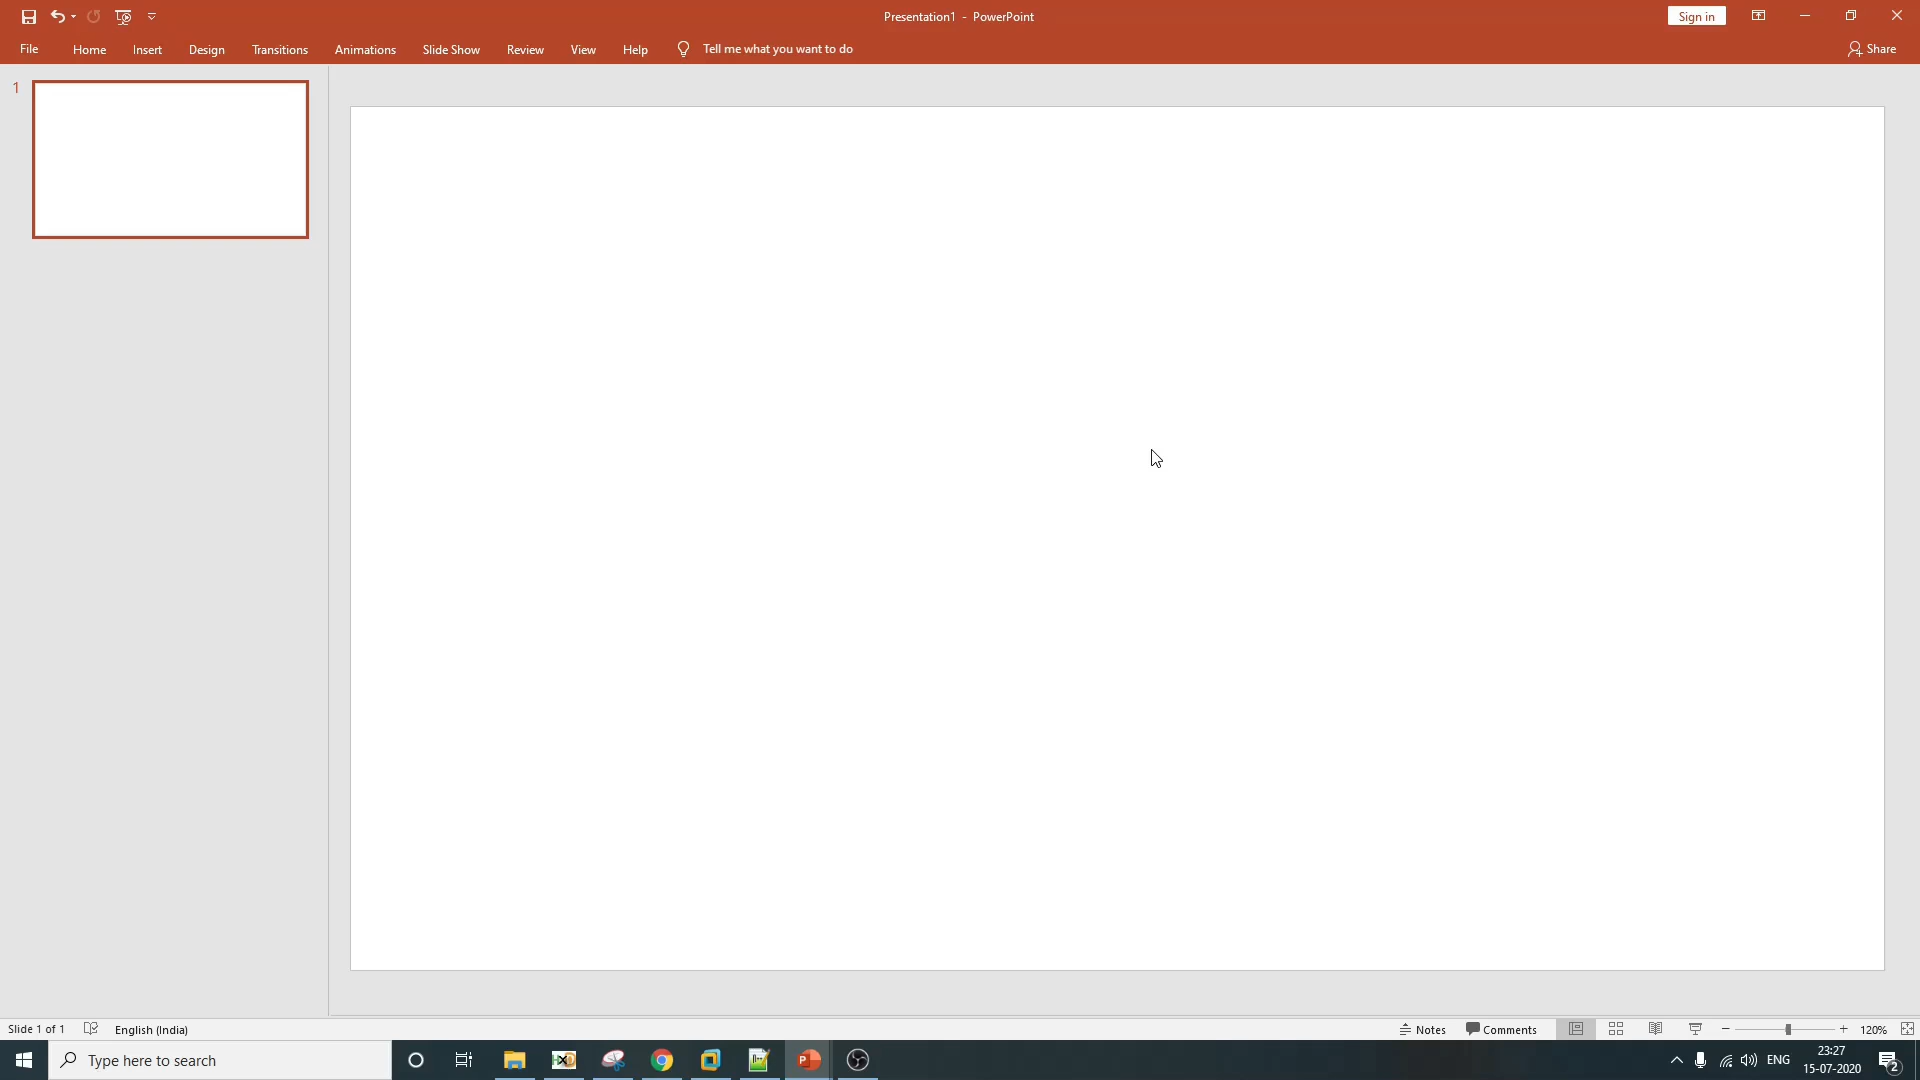 Presentation1 - PowerPoint
Sign in
File Home Insert Design Transitions Animations Slide Show Review View Help Tell me what you want to do Share
1
Slide 1 of 1 English (India) Notes Comments 120%
Type here to search
ENG
23:27
15-07-2020
2